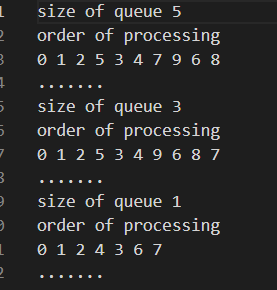 1 size of queue 5
2 order of processing
3 0 1 2 5 3 4 7 9 6 8
4 .......
5 size of queue 3
6 order of processing
7 0 1 2 5 3 4 9 6 8 7
8 .......
9 size of queue 1
0 order of processing
1 0 1 2 4 3 6 7
2 .......